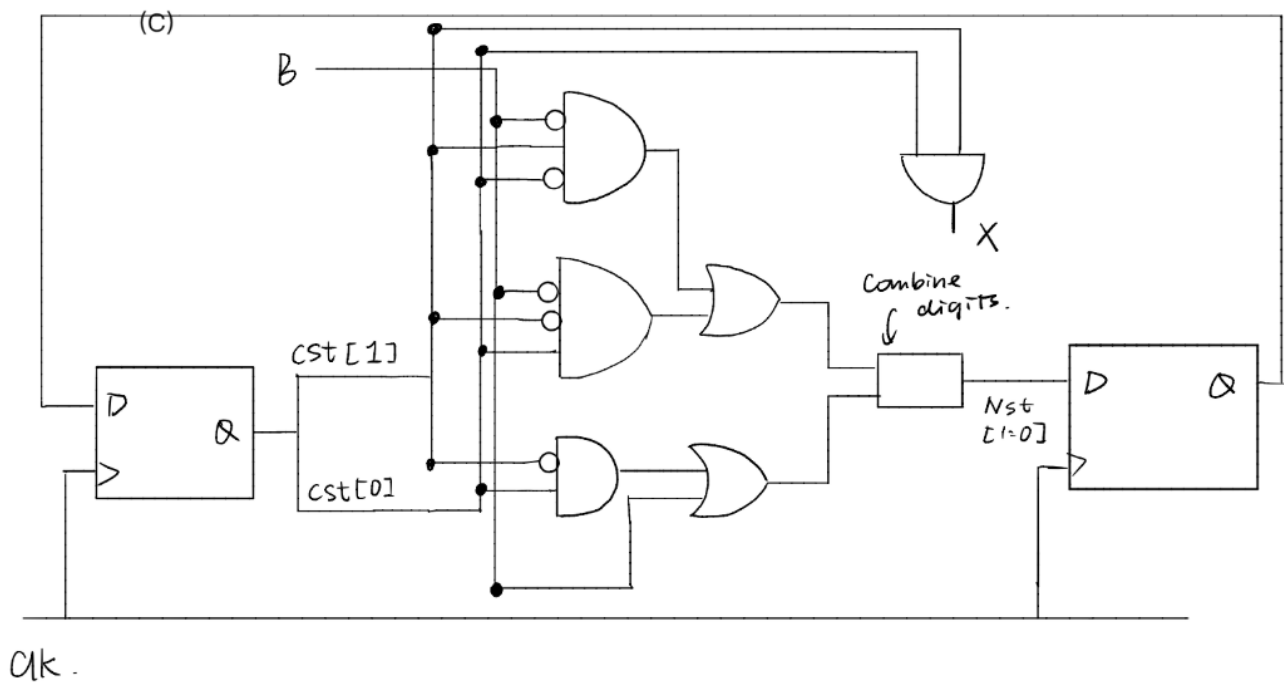 (C)
B
X
Combine
digits.
Cst[1]
D
Q
Cst[0]
D
Q
Nst
[1=0]
Clk.